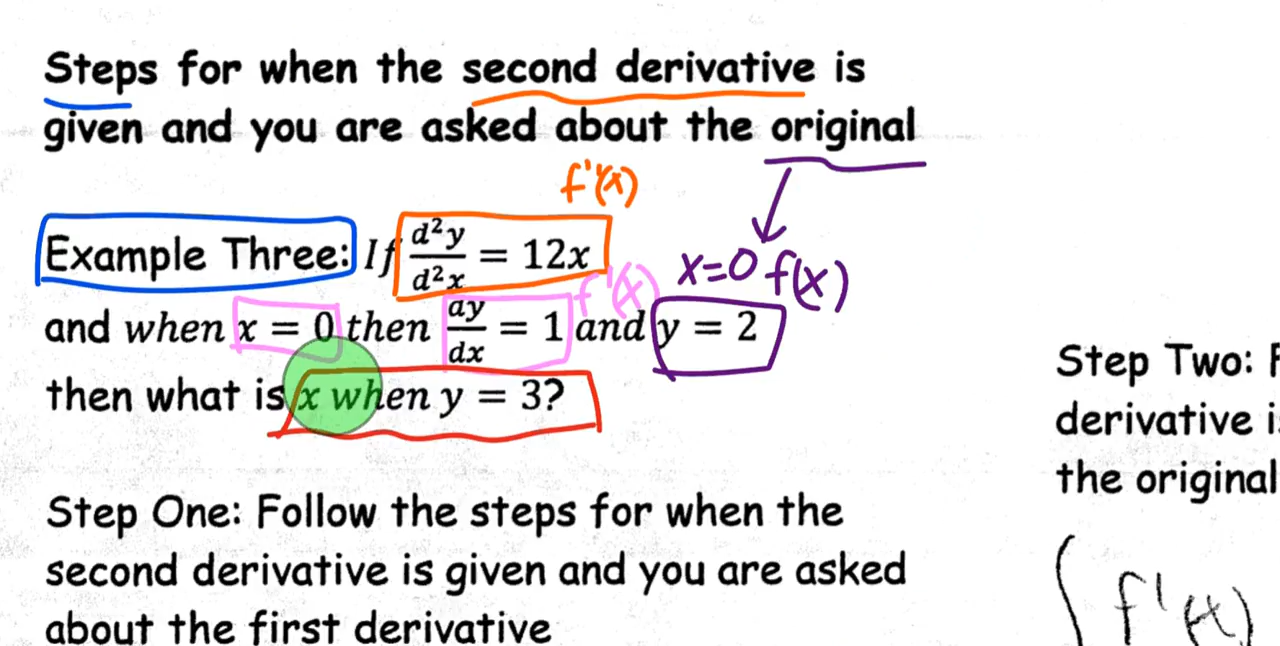 Steps for when the second derivative is
given and you are asked about the original
f''(x)
Example Three: If d²y/d²x = 12x
x=0 f(x)
f'(x)
and when x = 0 then dy/dx = 1 and y = 2
then what is x when y = 3?
Step One: Follow the steps for when the
second derivative is given and you are asked
about the first derivative
Step Two:
derivative
the original
∫ f'(x)